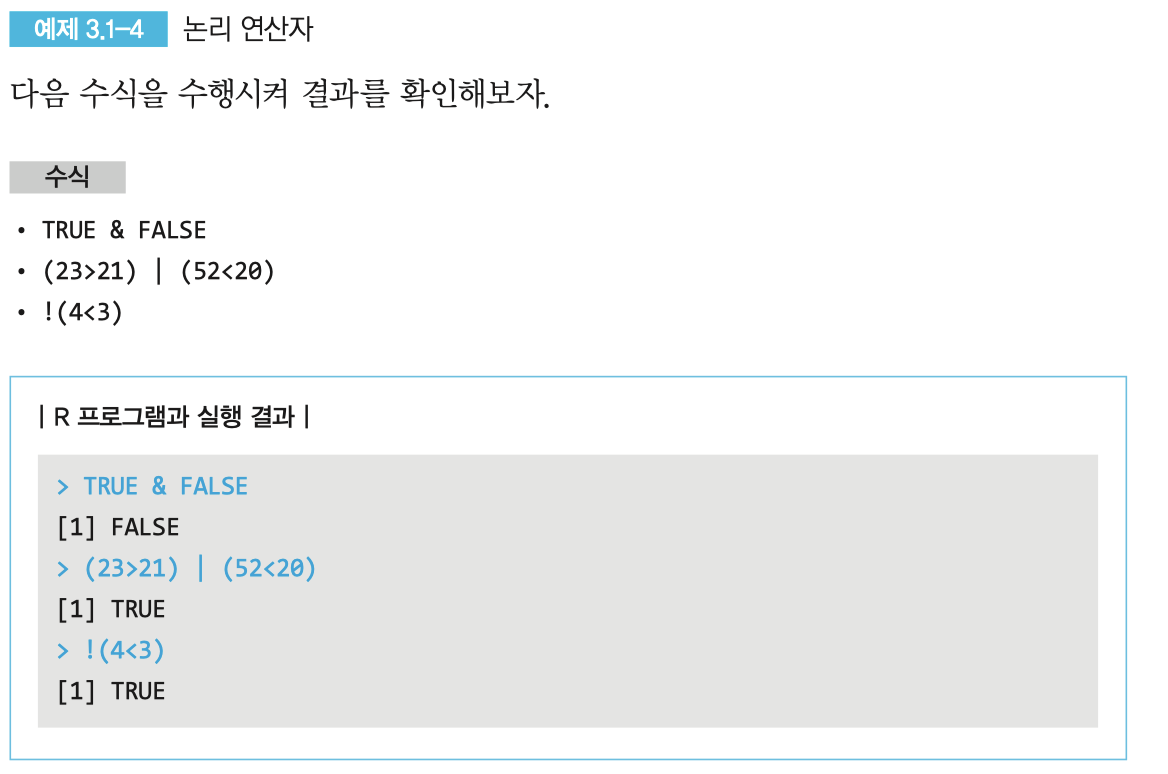 예제 3.1-4 논리 연산자
다음 수식을 수행시켜 결과를 확인해보자.
수식
• TRUE & FALSE
• (23>21) | (52<20)
• !(4<3)
| R 프로그램과 실행 결과 |
> TRUE & FALSE
[1] FALSE
> (23>21) | (52<20)
[1] TRUE
> !(4<3)
[1] TRUE